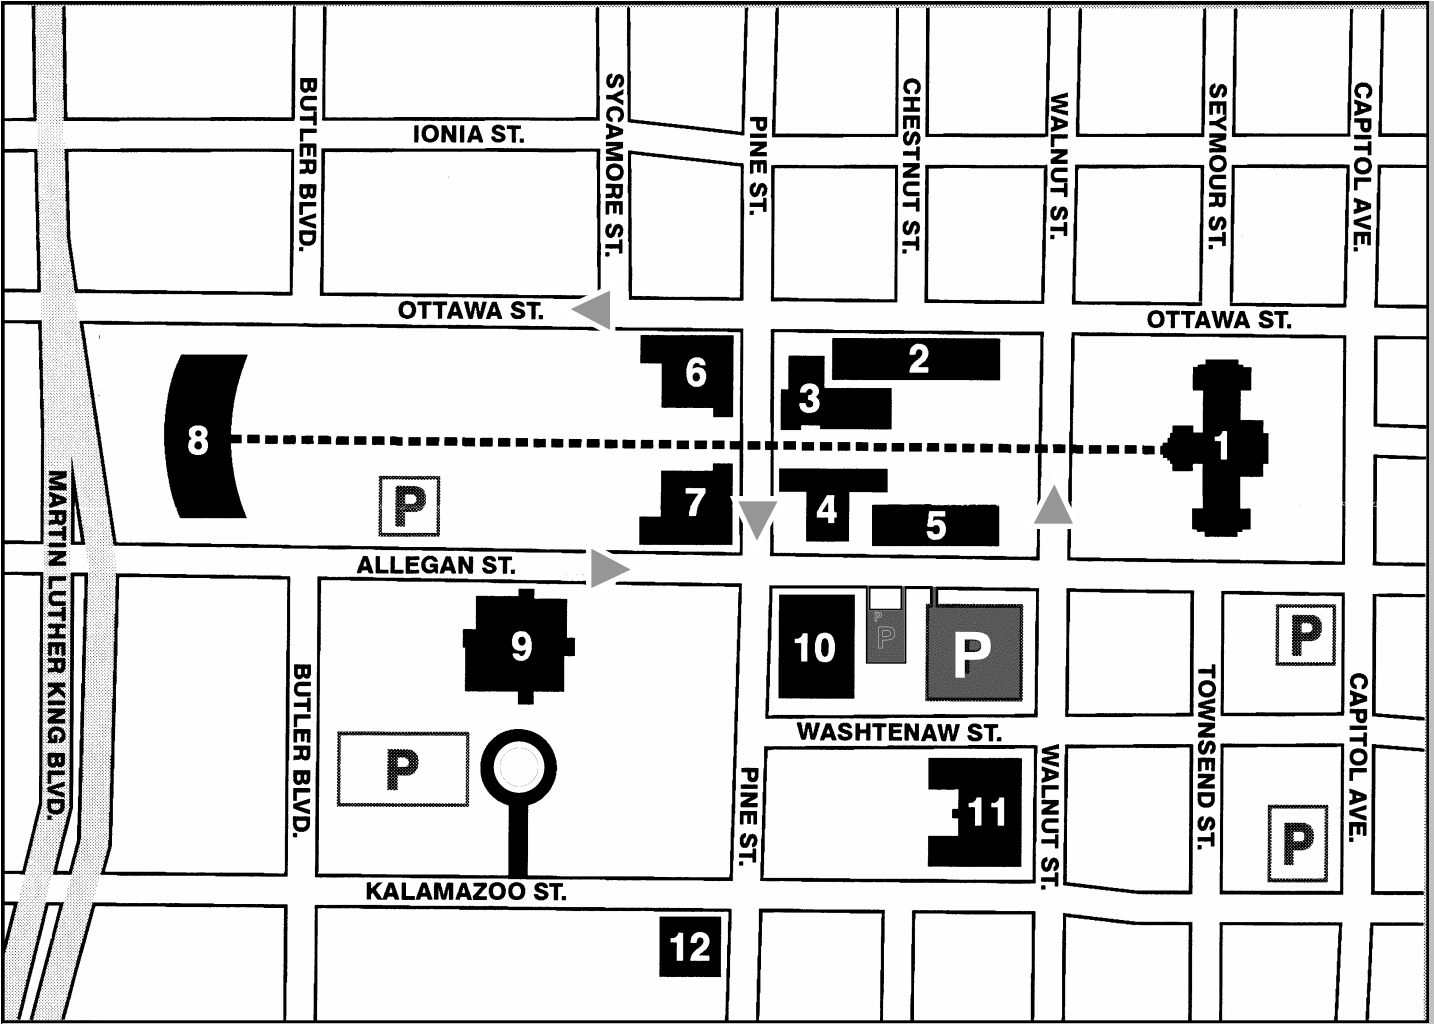 BUTLER BLVD.
SYCAMORE ST.
PINE ST.
CHESTNUT ST.
WALNUT ST.
SEYMOUR ST.
CAPITOL AVE.
IONIA ST.
OTTAWA ST.
OTTAWA ST.
6
2
3
8
1
7
4
5
P
MARTIN LUTHER KING BLVD.
ALLEGAN ST.
9
10
P
P
P
P
BUTLER BLVD.
TOWNSEND ST.
CAPITOL AVE.
WASHTENAW ST.
P
PINE ST.
WALNUT ST.
11
P
KALAMAZOO ST.
12